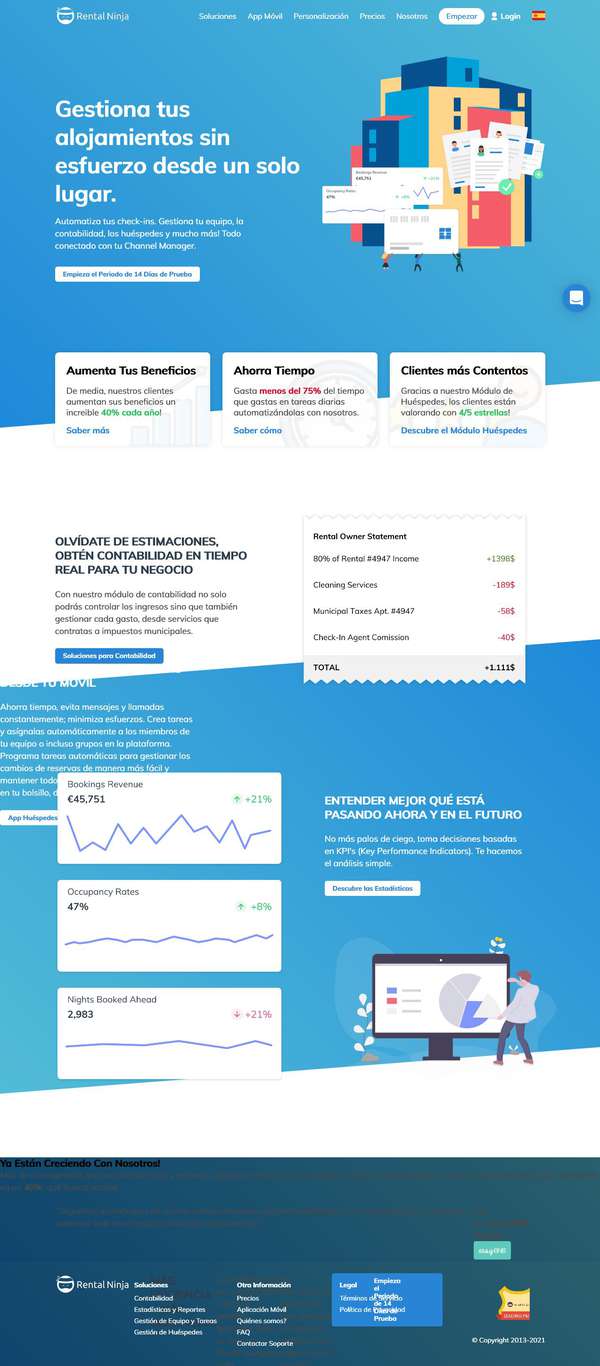 Rental Ninja
Soluciones App Móvil Personalización Precios Nosotros Empezar Login
Gestiona tus
alojamientos sin
esfuerzo desde un solo
lugar.
Automatiza tus check-ins. Gestiona tu equipo, la
contabilidad, los huéspedes y mucho más! Todo
conectado con tu Channel Manager.
Empieza el Periodo de 14 Días de Prueba
Bookings Revenue
€45,751
+21%
Occupancy Rates
47%
+8%
Aumenta Tus Beneficios
De media, nuestros clientes
aumentan sus beneficios un
increible 40% cada año!
Saber más
Ahorra Tiempo
Gasta menos del 75% del tiempo
que gastas en tareas diarias
automatizándolas con nosotros.
Saber cómo
Clientes más Contentos
Gracias a nuestro Módulo de
Huéspedes, los clientes están
valorando con 4/5 estrellas!
Descubre el Módulo Huéspedes
OLVÍDATE DE ESTIMACIONES,
OBTÉN CONTABILIDAD EN TIEMPO
REAL PARA TU NEGOCIO
Con nuestro módulo de contabilidad no solo
podrás controlar los ingresos sino que también
gestionar cada gasto, desde servicios que
contratas a impuestos municipales.
Soluciones para Contabilidad
Rental Owner Statement
80% of Rental #4947 Income +1398$
Cleaning Services -189$
Municipal Taxes Apt. #4947 -58$
Check-In Agent Comission -40$
TOTAL +1.111$
DESDE TU MÓVIL
Ahorra tiempo, evita mensajes y llamadas
constantemente; minimiza esfuerzos. Crea tareas
y asígnalas automáticamente a los miembros de
tu equipo o incluso grupos en la plataforma.
Programa tareas automáticas para gestionar los
cambios de reservas de manera más fácil y
mantener todo
en tu bolsillo, d
App Huéspedes
Bookings Revenue
€45,751 +21%
Occupancy Rates
47% +8%
Nights Booked Ahead
2,983 +21%
ENTENDER MEJOR QUÉ ESTÁ
PASANDO AHORA Y EN EL FUTURO
No más palos de ciego, toma decisiones basadas
en KPI's (Key Performance Indicators). Te hacemos
el análisis simple.
Descubre las Estadísticas
Ya Están Creciendo Con Nosotros!
Rental Ninja
Soluciones
Contabilidad
Estadísticas y Reportes
Gestión de Equipo y Tareas
Gestión de Huéspedes
Otra Información
Precios
Aplicación Móvil
Quiénes somos?
FAQ
Contactar Soporte
Legal
Términos de Servicio
Política de Privacidad
Empieza
el
Periodo
de 14
Días de
Prueba
© Copyright 2013-2021